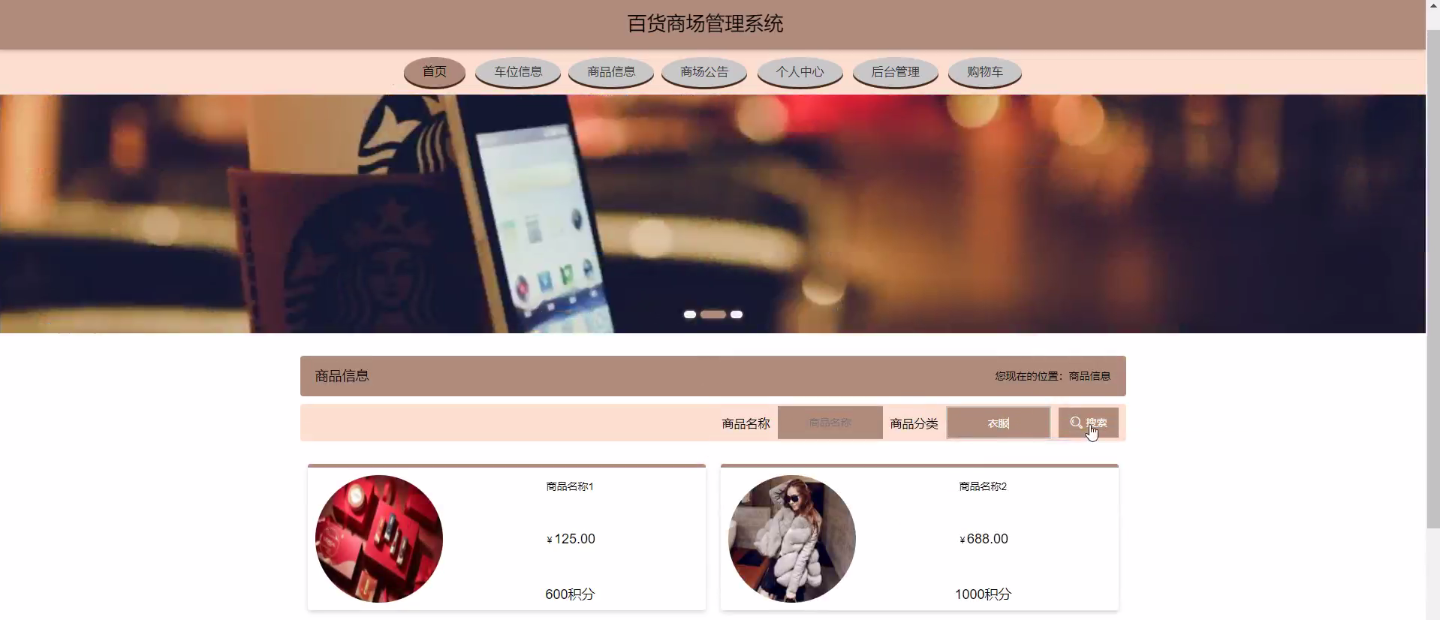 百货商场管理系统
首页 车位信息 商品信息 商场公告 个人中心 后台管理 购物车
商品信息 您现在的位置：商品信息
商品名称 商品名称 商品分类 衣服 搜索
商品名称1
¥125.00
600积分
商品名称2
¥688.00
1000积分